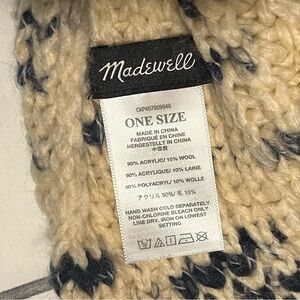 Madewell
ONE SIZE
MADE IN CHINA
FABRIQUÉ EN CHINE
HERGESTELLT IN CHINA
中国製
90% ACRYLIC/ 10% WOOL
90% ACRYLIQUE/ 10% LAINE
90% POLYACRYL/ 10% WOLLE
アクリル 90%/ 毛 10%
HAND WASH COLD SEPARATELY.
NON-CHLORINE BLEACH ONLY
LINE DRY. IRON ON LOWEST
SETTING.